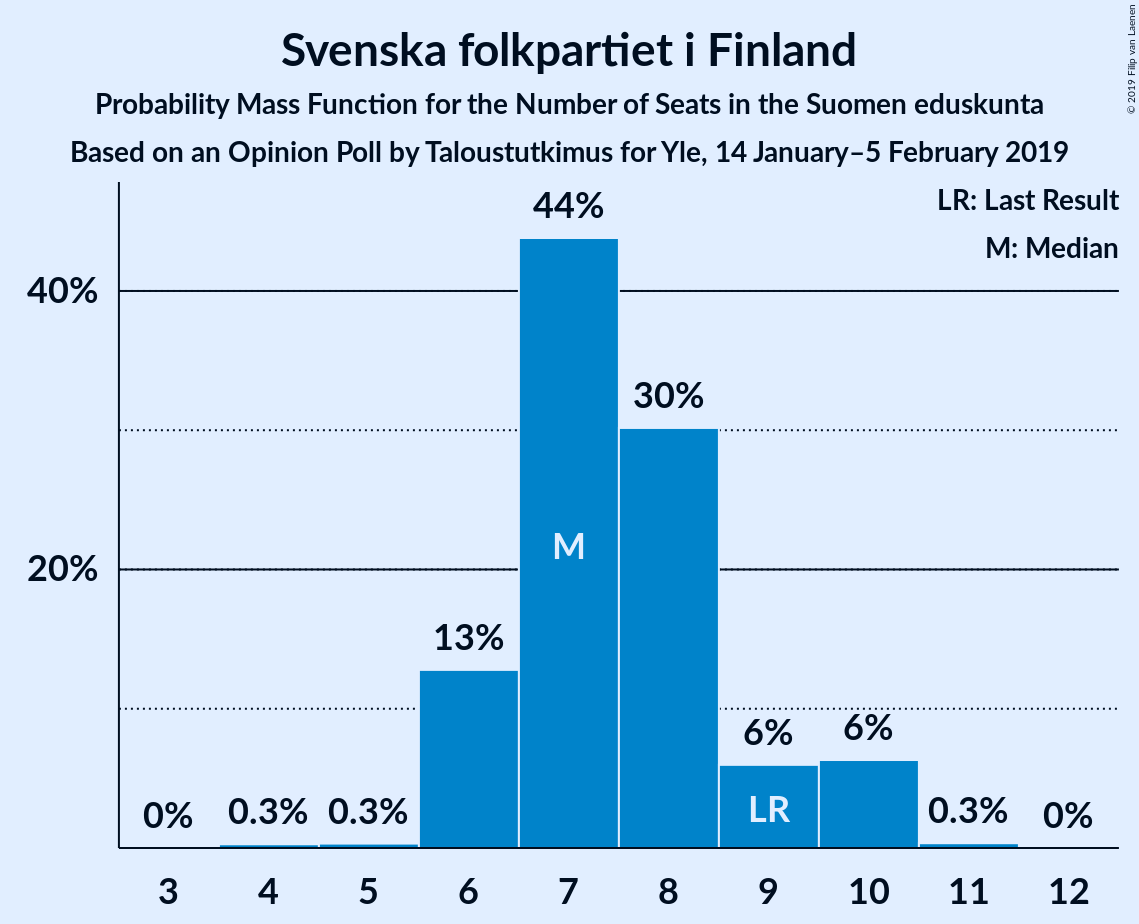 Svenska folkpartiet i Finland
Probability Mass Function for the Number of Seats in the Suomen eduskunta
Based on an Opinion Poll by Taloustutkimus for Yle, 14 January–5 February 2019
© 2019 Filip van Laenen
LR: Last Result
M: Median
44%
40%
30%
M
20%
13%
6%
6%
LR
0%
0.3%
0.3%
0.3%
0%
3 4 5 6 7 8 9 10 11 12